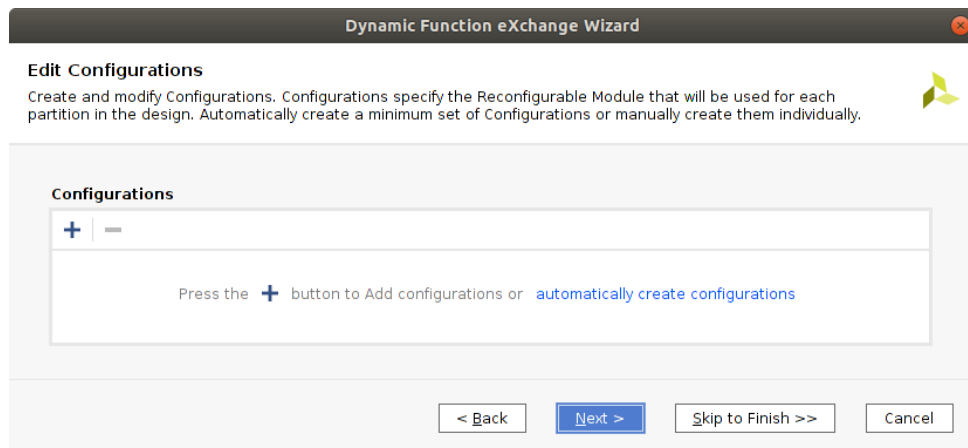 Dynamic Function eXchange Wizard
Edit Configurations
Create and modify Configurations. Configurations specify the Reconfigurable Module that will be used for each
partition in the design. Automatically create a minimum set of Configurations or manually create them individually.
Configurations
Press the + button to Add configurations or automatically create configurations
< Back Next > Skip to Finish >> Cancel